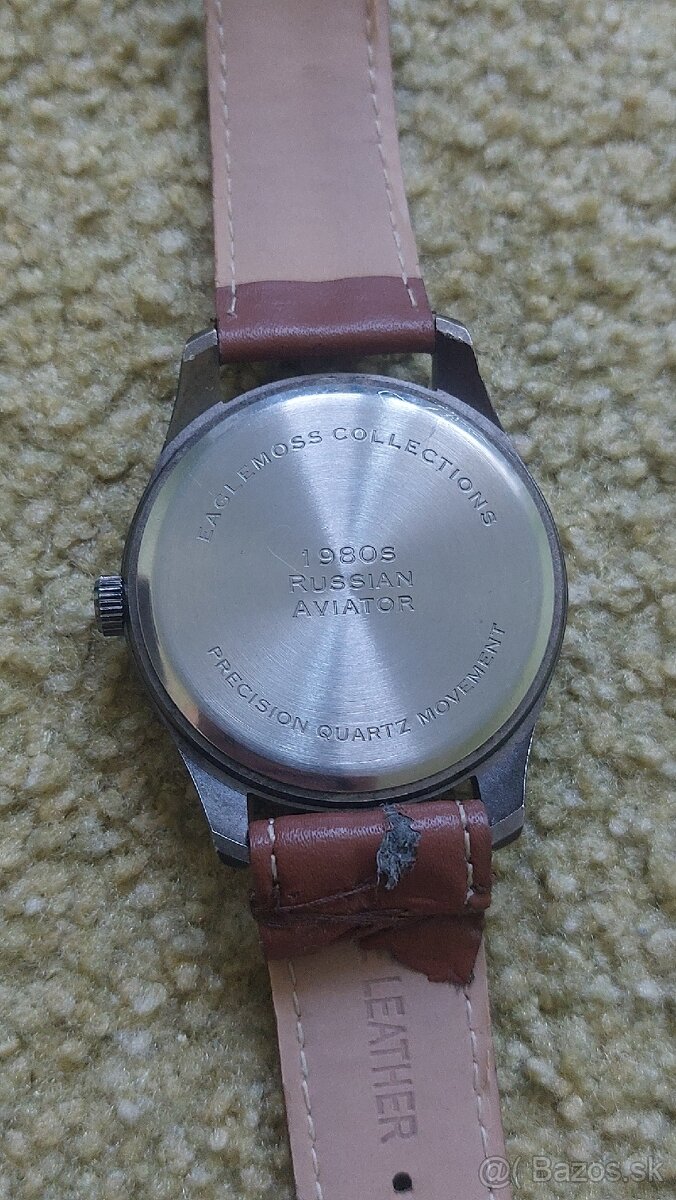 EAGLEMOSS COLLECTIONS
1980s
RUSSIAN
AVIATOR
PRECISION QUARTZ MOVEMENT
LEATHER
@( Bazos.sk